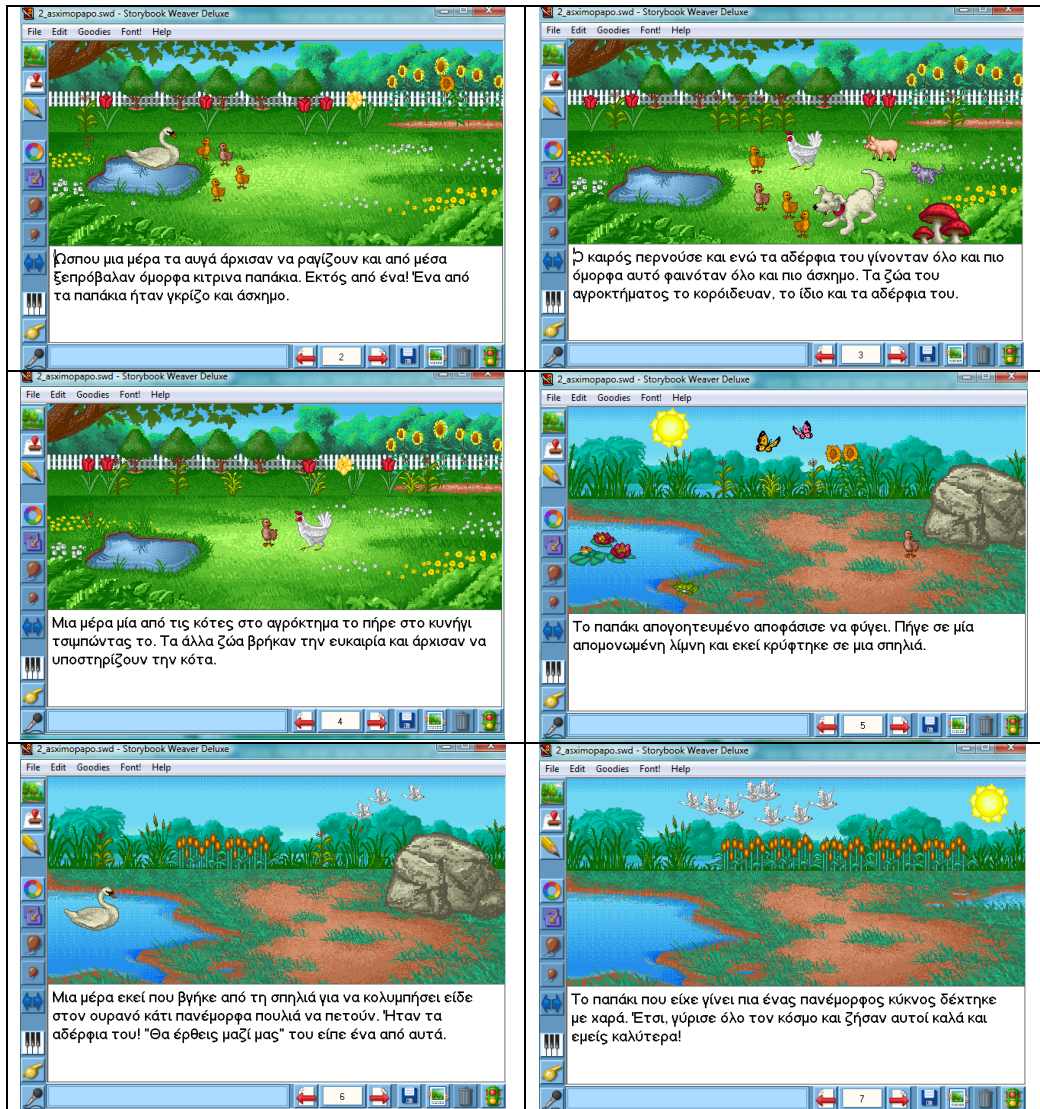 2_asximopapo.swd - Storybook Weaver Deluxe
File Edit Goodies Font! Help
Ώσπου μια μέρα τα αυγά άρχισαν να ραγίζουν και από μέσα
ξεπρόβαλαν όμορφα κιτρινα παπάκια. Εκτός από ένα! Ένα από
τα παπάκια ήταν γκρίζο και άσχημο.
2
2_asximopapo.swd - Storybook Weaver Deluxe
File Edit Goodies Font! Help
Ο καιρός περνούσε και ενώ τα αδέρφια του γίνονταν όλο και πιο
όμορφα αυτό φαινόταν όλο και πιο άσχημο. Τα ζώα του
αγροκτήματος το κορόιδευαν, το ίδιο και τα αδέρφια του.
3
2_asximopapo.swd - Storybook Weaver Deluxe
File Edit Goodies Font! Help
Μια μέρα μία από τις κότες στο αγρόκτημα το πήρε στο κυνήγι
τσιμπώντας το. Τα άλλα ζώα βρήκαν την ευκαιρία και άρχισαν να
υποστηρίζουν την κότα.
4
2_asximopapo.swd - Storybook Weaver Deluxe
File Edit Goodies Font! Help
Το παπάκι απογοητευμένο αποφάσισε να φύγει. Πήγε σε μία
απομονωμένη λίμνη και εκεί κρύφτηκε σε μια σπηλιά.
5
2_asximopapo.swd - Storybook Weaver Deluxe
File Edit Goodies Font! Help
Μια μέρα εκεί που βγήκε από τη σπηλιά για να κολυμπήσει είδε
στον ουρανό κάτι πανέμορφα πουλιά να πετούν. Ήταν τα
αδέρφια του! "Θα έρθεις μαζί μας" του είπε ένα από αυτά.
6
2_asximopapo.swd - Storybook Weaver Deluxe
File Edit Goodies Font! Help
Το παπάκι που είχε γίνει πια ένας πανέμορφος κύκνος δέχτηκε
με χαρά. Έτσι, γύρισε όλο τον κόσμο και ζήσαν αυτοί καλά και
εμείς καλύτερα!
7